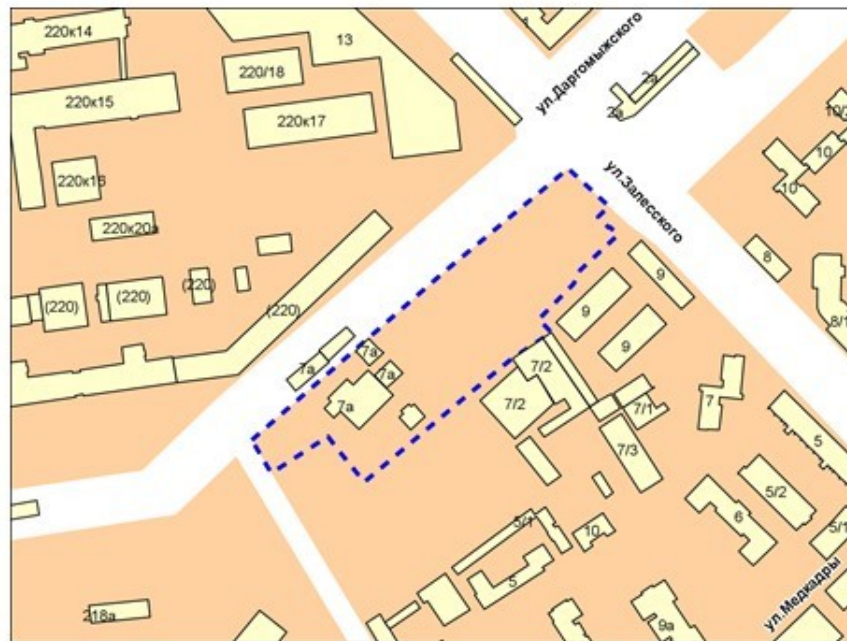 220к14
13
220/18
220к15
220к17
220к16
220к20а
(220)
(220)
(220)
(220)
ул.Даргомыжского
2а
2а
ул.Залесского
10
10
8
9
9
9
7а
7а
7а
7а
7/2
7/2
7/1
7/3
7
5
5/2
5/1
6
5/1
5
10
9а
218а
ул.Медкадры